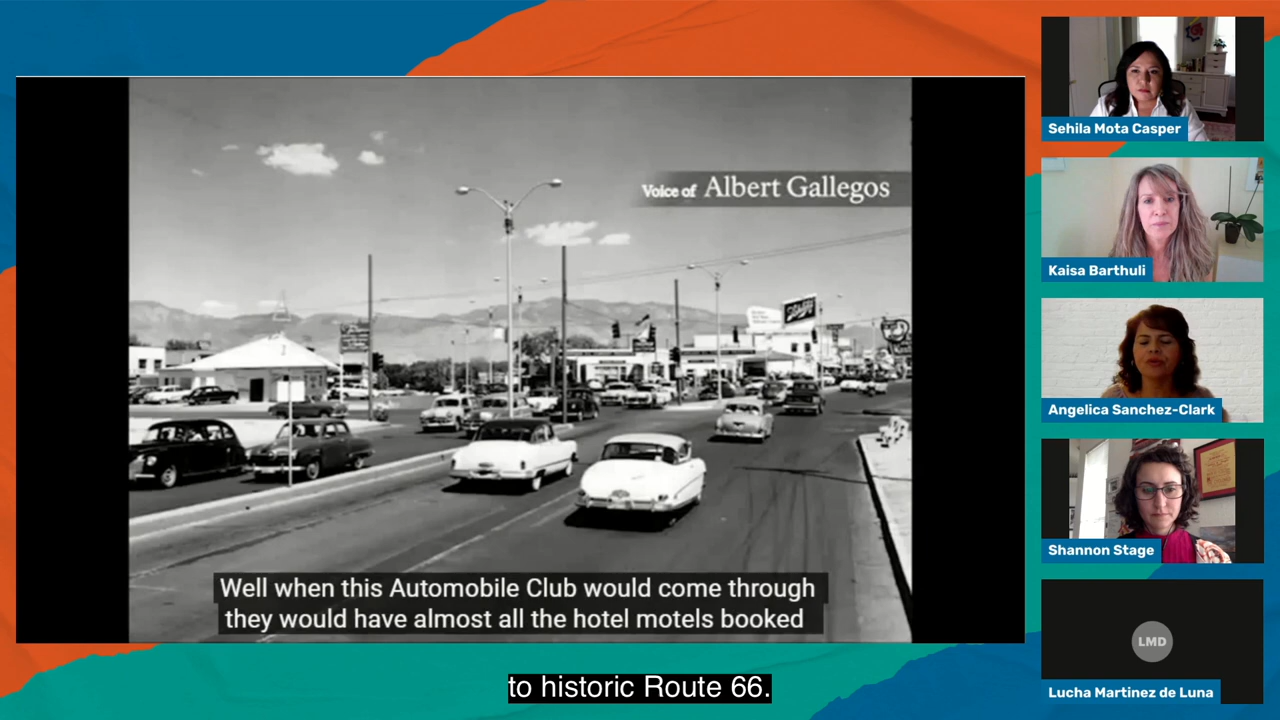 Voice of Albert Gallegos
Schlitz
Well when this Automobile Club would come through
they would have almost all the hotel motels booked
to historic Route 66.
Sehila Mota Casper
Kaisa Barthuli
Angelica Sanchez-Clark
Shannon Stage
LMD
Lucha Martinez de Luna